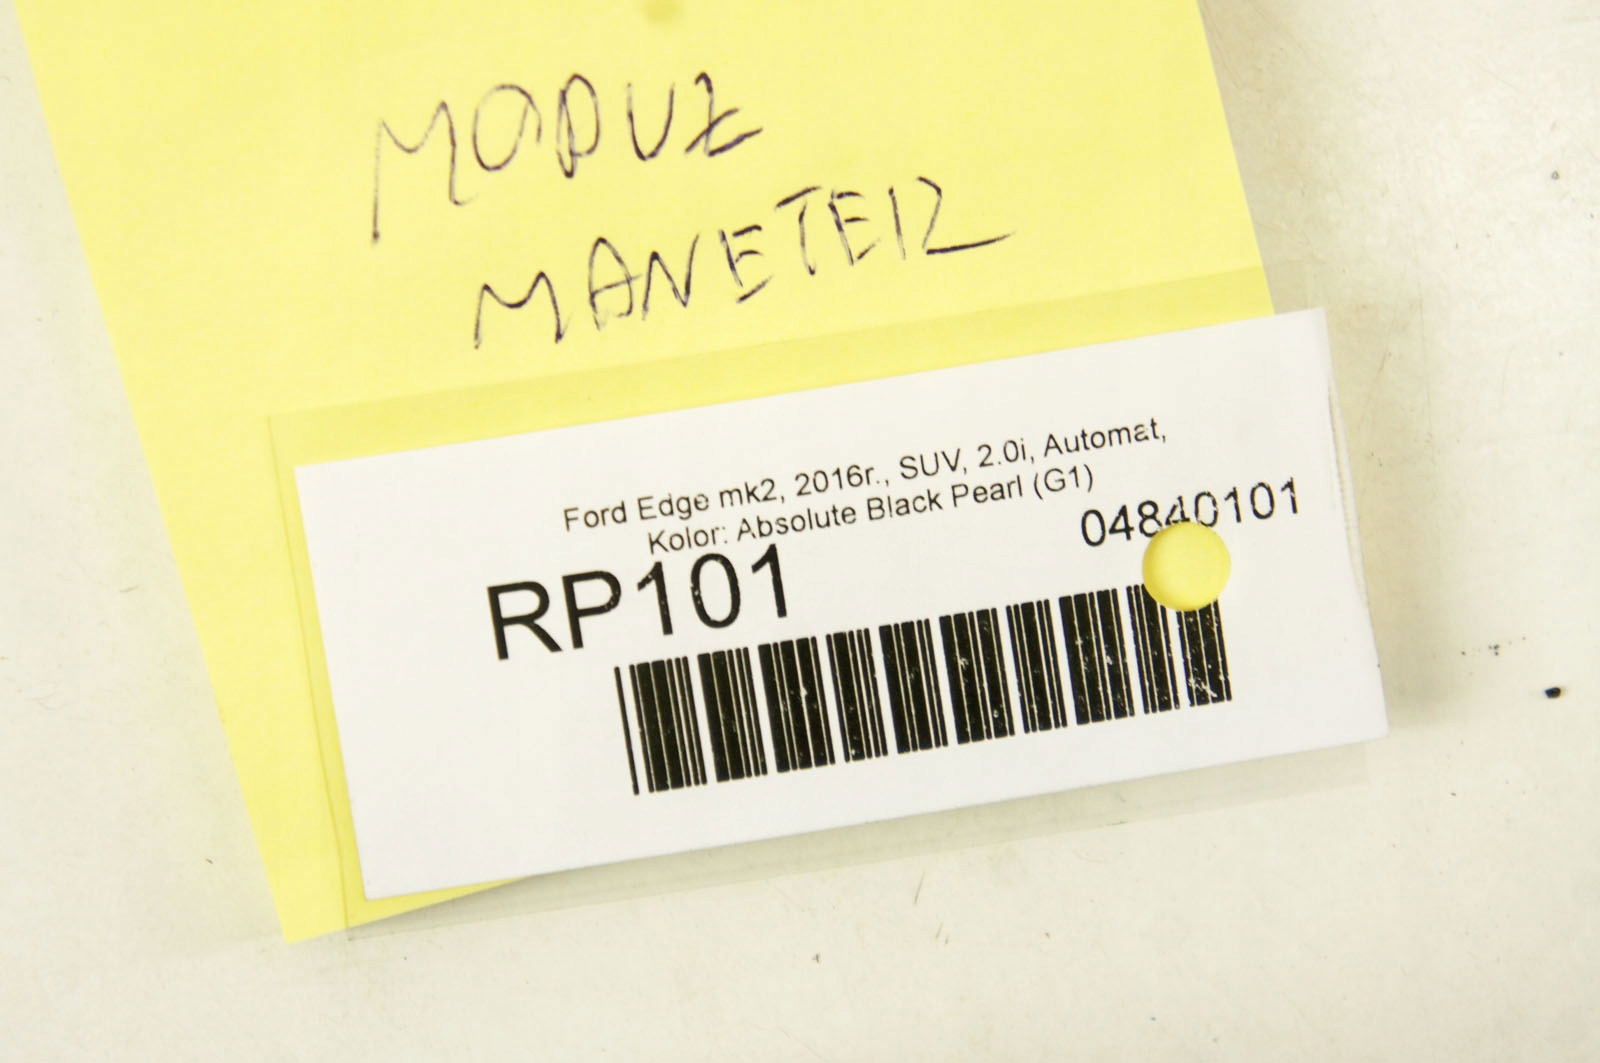 MODUŁ
MANETEK
Ford Edge mk2, 2016r., SUV, 2.0i, Automat,
Kolor: Absolute Black Pearl (G1)
04840101
RP101